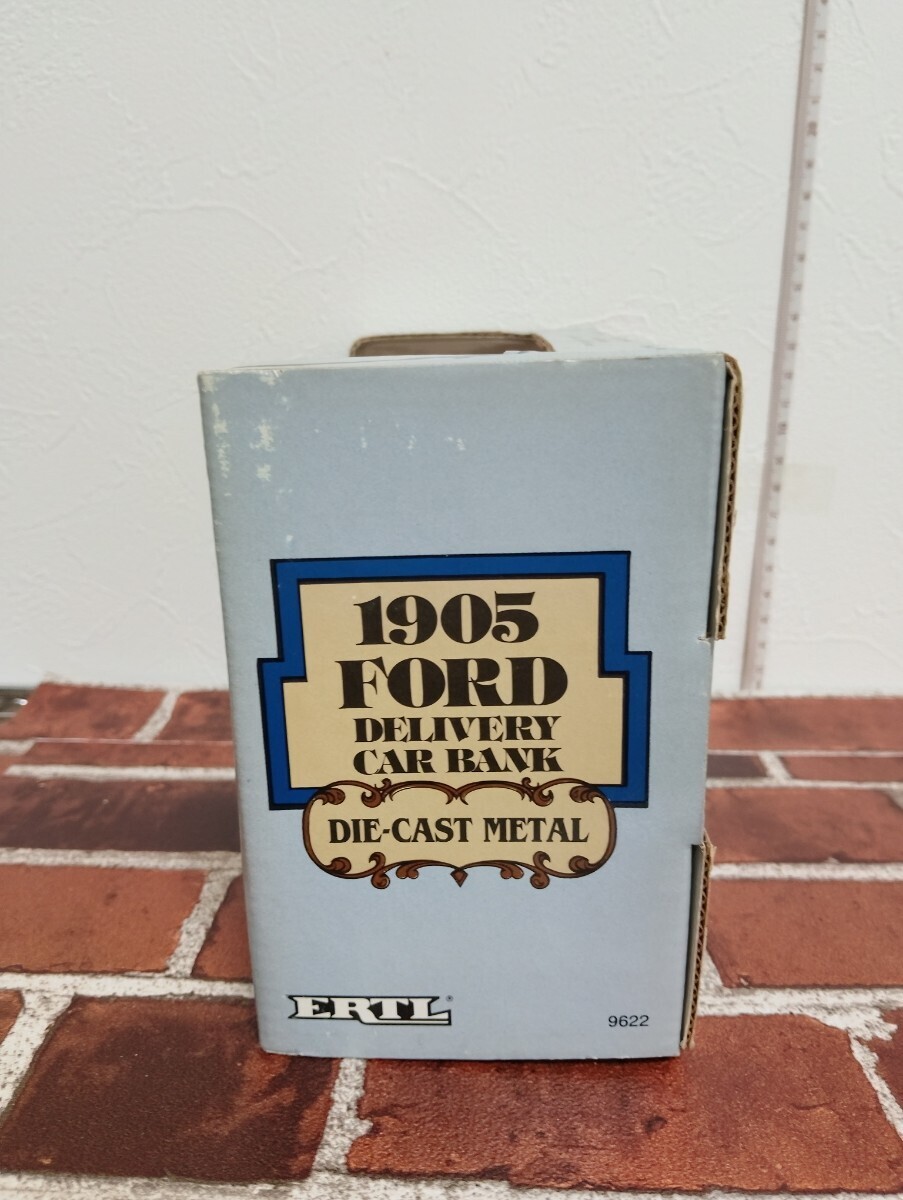 1905
FORD
DELIVERY
CAR BANK
DIE-CAST METAL
ERTL®
9622